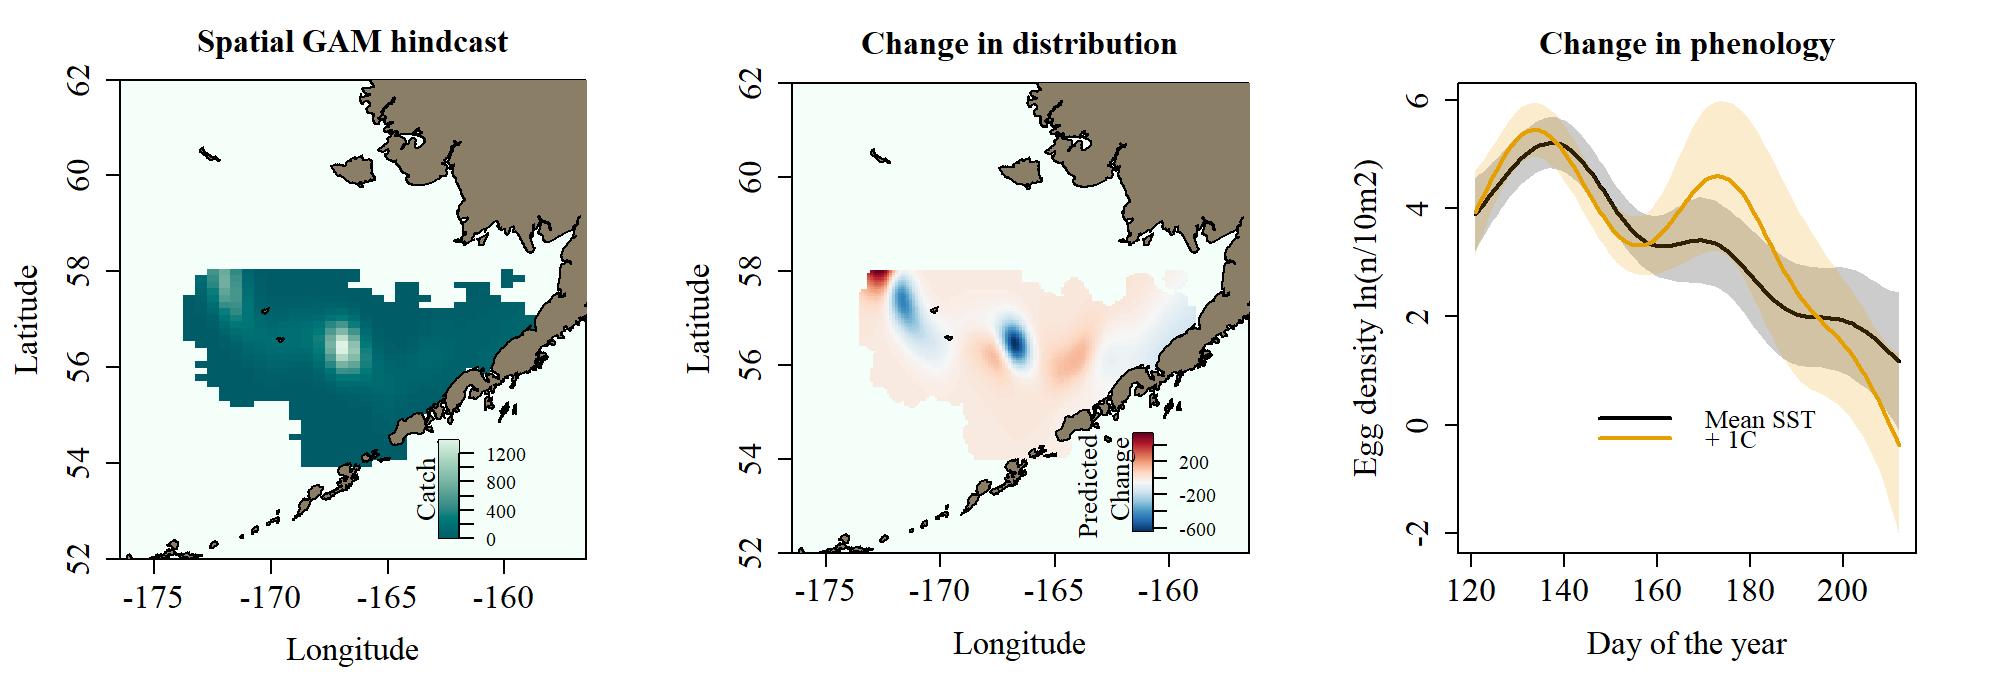 Spatial GAM hindcast
62
60
58
56
54
52
Latitude
-175
-170
-165
-160
Longitude
Catch
1200
800
400
0
Change in distribution
62
60
58
56
54
52
Latitude
-175
-170
-165
-160
Longitude
Predicted
Change
200
-200
-600
Change in phenology
6
4
2
0
-2
Egg density ln(n/10m2)
120
140
160
180
200
Day of the year
Mean SST
+ 1C